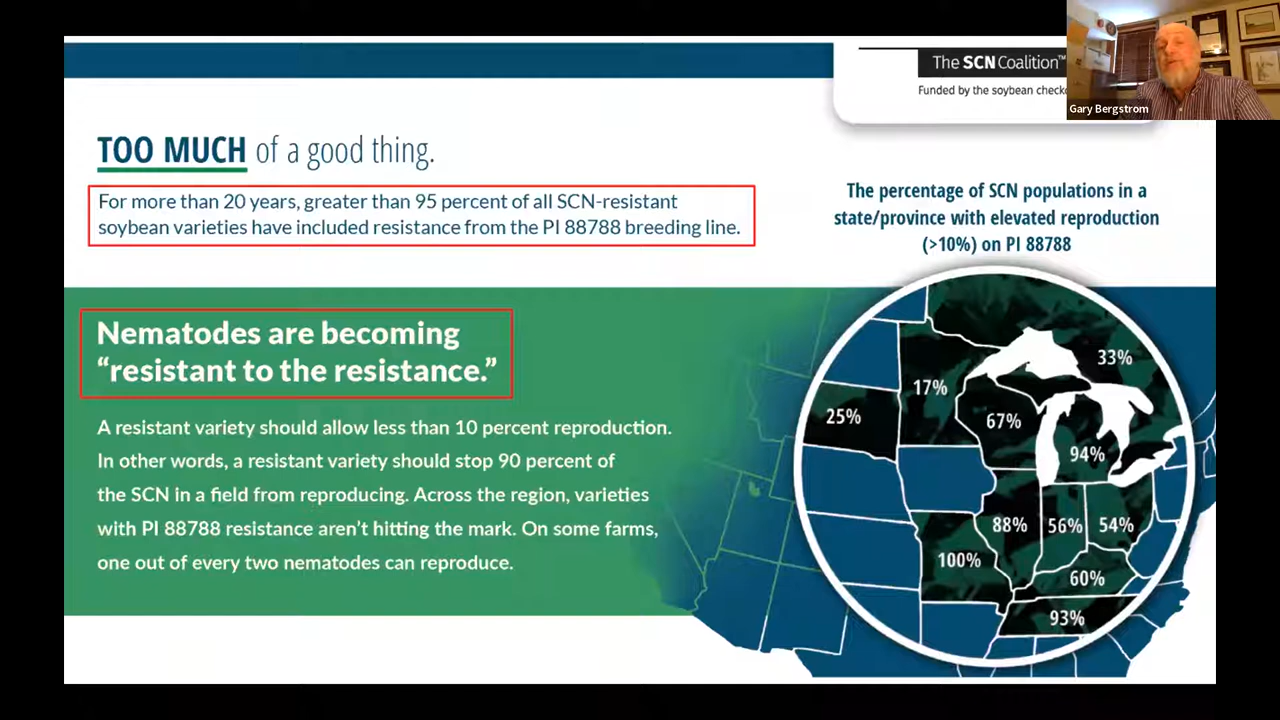 The SCN Coalition™
Funded by the soybean
Gary Bergstrom
TOO MUCH of a good thing.
For more than 20 years, greater than 95 percent of all SCN-resistant
soybean varieties have included resistance from the PI 88788 breeding line.
The percentage of SCN populations in a
state/province with elevated reproduction
(>10%) on PI 88788
Nematodes are becoming
“resistant to the resistance.”
A resistant variety should allow less than 10 percent reproduction.
In other words, a resistant variety should stop 90 percent of
the SCN in a field from reproducing. Across the region, varieties
with PI 88788 resistance aren’t hitting the mark. On some farms,
one out of every two nematodes can reproduce.
33%
17%
25%
67%
94%
88%
56%
54%
100%
60%
93%